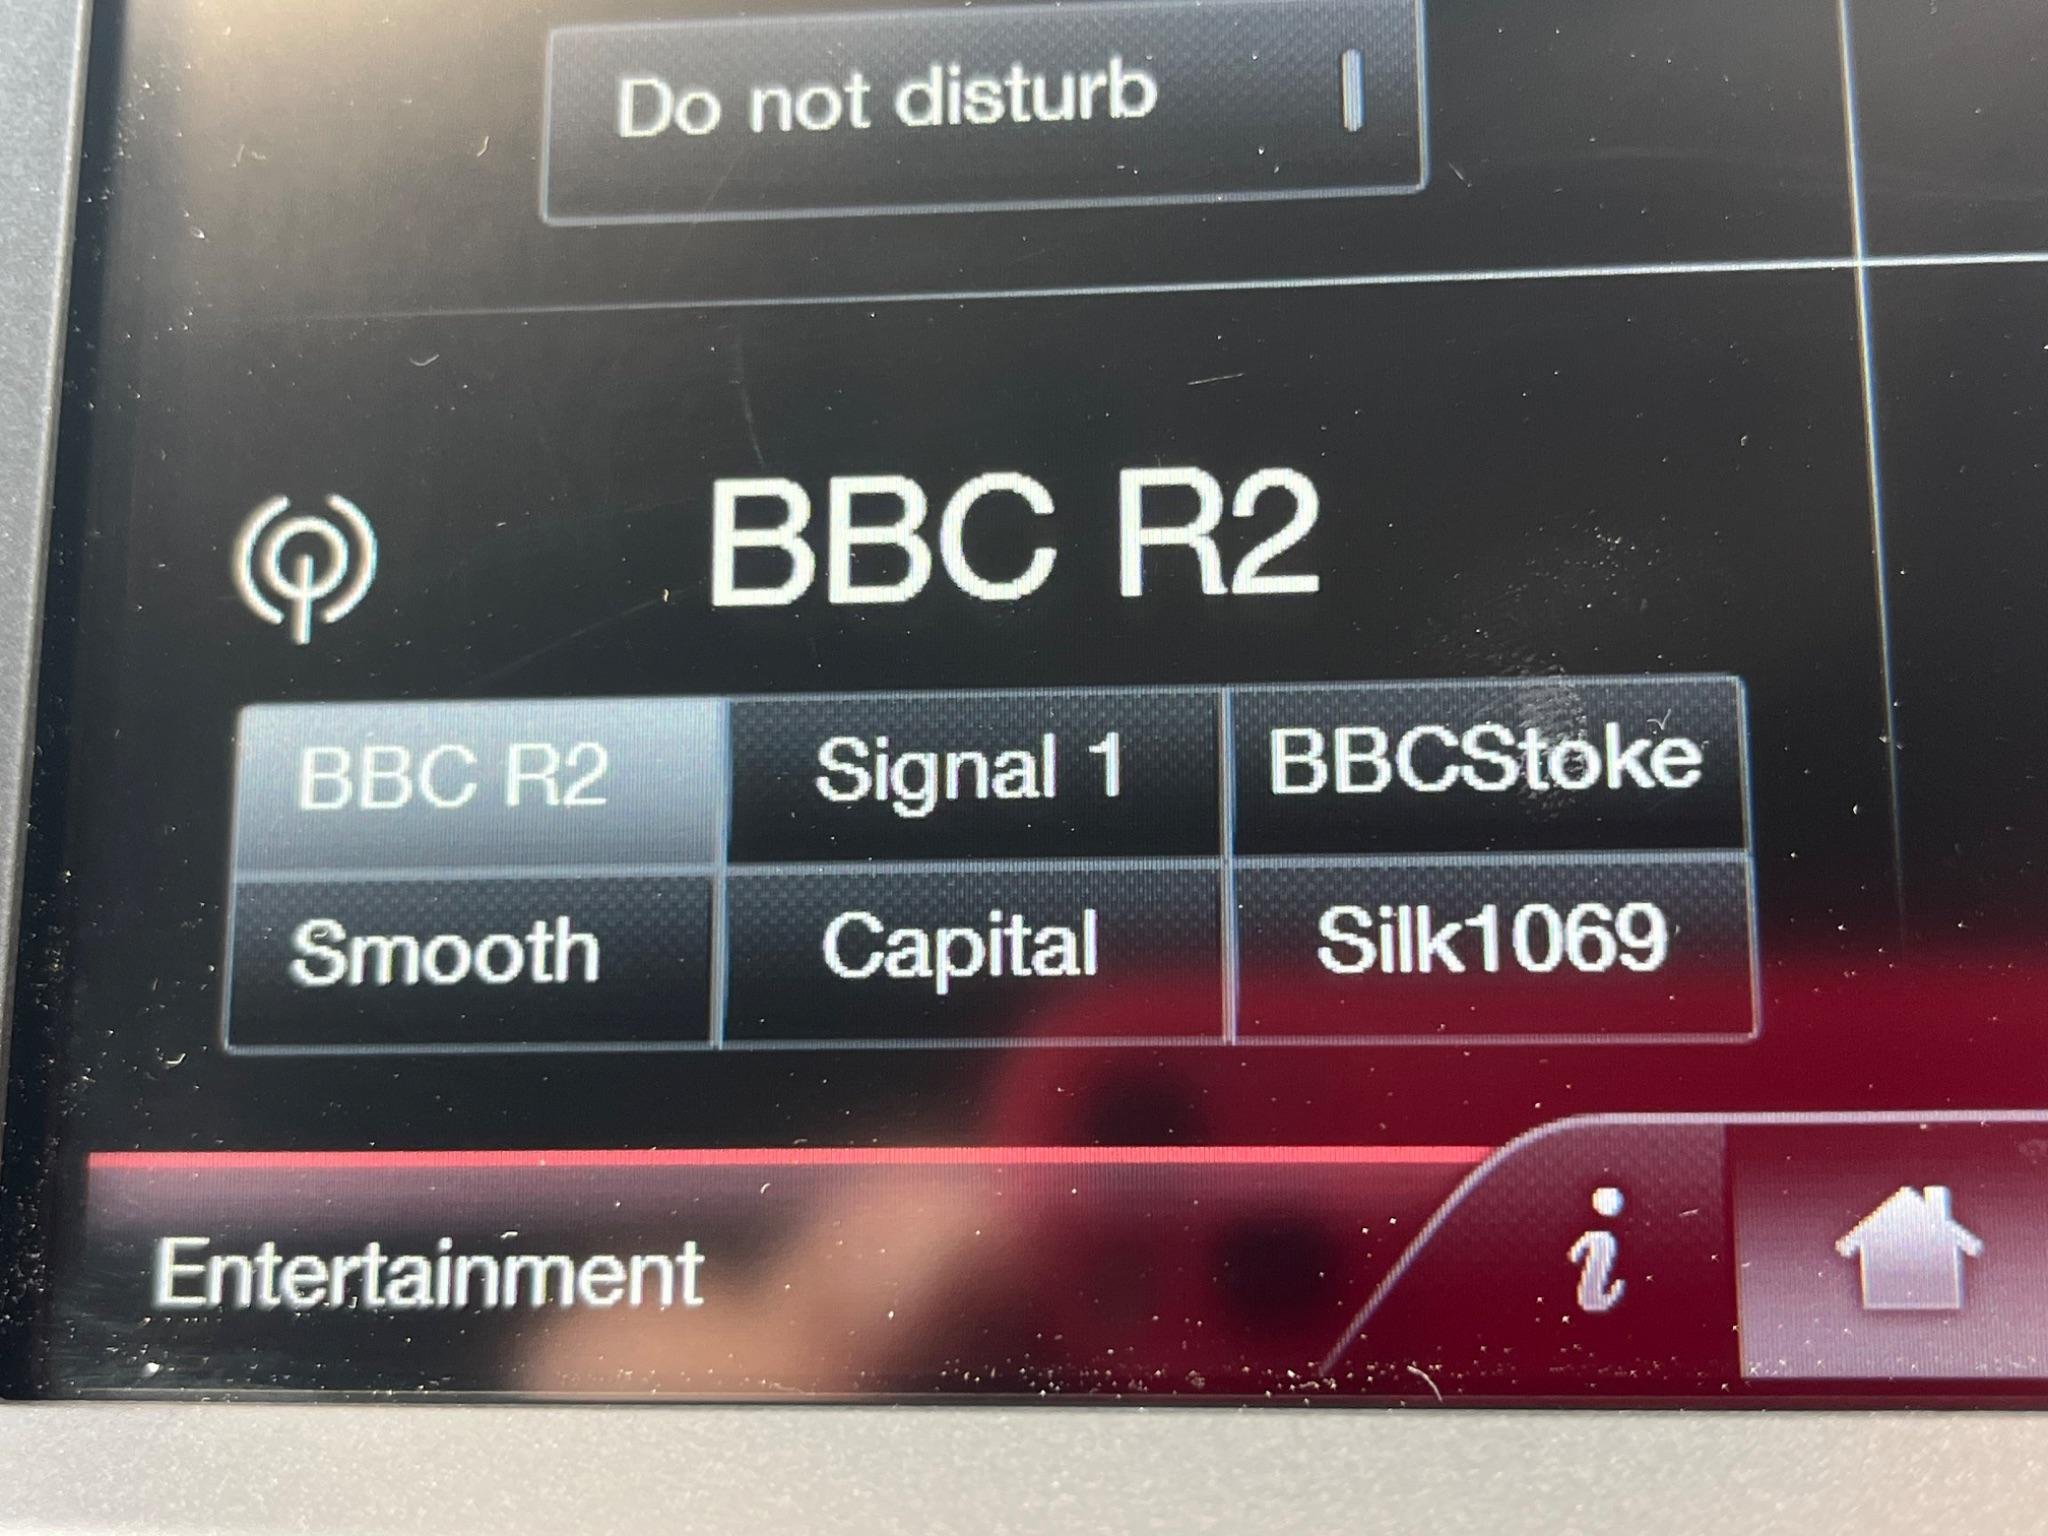 Do not disturb
BBC R2
BBC R2 Signal 1 BBCStoke
Smooth Capital Silk1069
Entertainment i